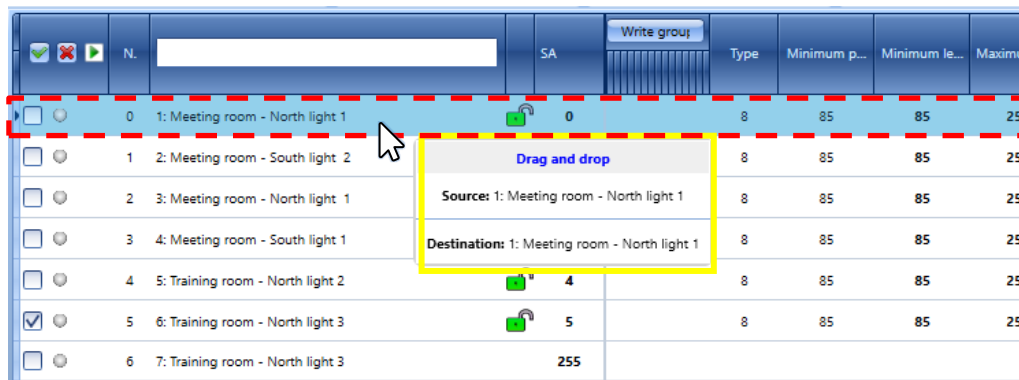 Write group
N. SA Type Minimum p... Minimum le... Maxim
0 1: Meeting room - North light 1 0 8 85 85 25
1 2: Meeting room - South light 2 8 85 85 25
Drag and drop
2 3: Meeting room - North light 1 8 85 85 25
Source: 1: Meeting room - North light 1
3 4: Meeting room - South light 1 8 85 85 25
Destination: 1: Meeting room - North light 1
4 5: Training room - North light 2 4 8 85 85 25
5 6: Training room - North light 3 5 8 85 85 25
6 7: Training room - North light 3 255